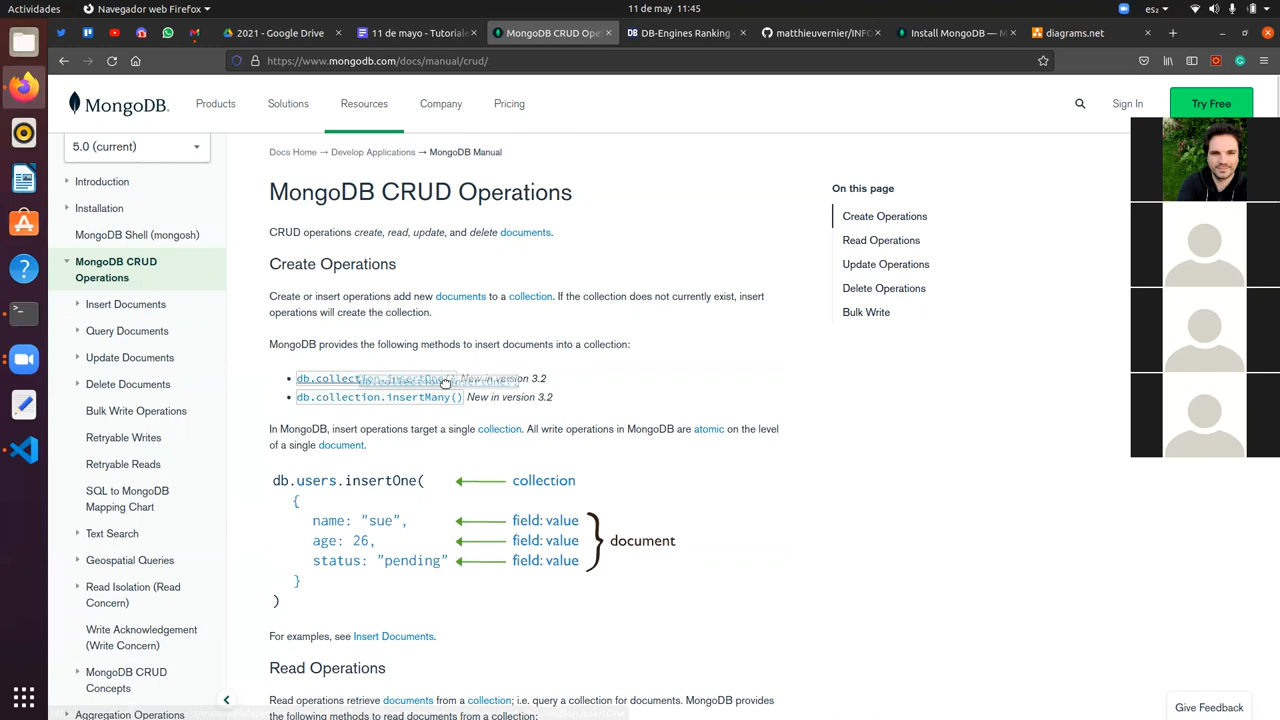 Actividades
Navegador web Firefox
11 de may 11:45
es₂
2021 - Google Drive
11 de mayo - Tutoriale
MongoDB CRUD Oper
DB-Engines Ranking
matthieuvernier/INFO
Install MongoDB — M
diagrams.net
https://www.mongodb.com/docs/manual/crud/
MongoDB.
Products
Solutions
Resources
Company
Pricing
Sign In
Try Free
5.0 (current)
Introduction
Installation
MongoDB Shell (mongosh)
MongoDB CRUD
Operations
Insert Documents
Query Documents
Update Documents
Delete Documents
Bulk Write Operations
Retryable Writes
Retryable Reads
SQL to MongoDB
Mapping Chart
Text Search
Geospatial Queries
Read Isolation (Read
Concern)
Write Acknowledgement
(Write Concern)
MongoDB CRUD
Concepts
Aggregation Operations
Docs Home → Develop Applications → MongoDB Manual
MongoDB CRUD Operations
CRUD operations create, read, update, and delete documents.
Create Operations
Create or insert operations add new documents to a collection. If the collection does not currently exist, insert
operations will create the collection.
MongoDB provides the following methods to insert documents into a collection:
db.collection.insertOne() New in version 3.2
db.collection.insertMany() New in version 3.2
In MongoDB, insert operations target a single collection. All write operations in MongoDB are atomic on the level
of a single document.
db.users.insertOne( collection
{
name: "sue", field: value
age: 26, field: value document
status: "pending" field: value
}
)
For examples, see Insert Documents.
Read Operations
Read operations retrieve documents from a collection; i.e. query a collection for documents. MongoDB provides
the following methods to read documents from a collection:
On this page
Create Operations
Read Operations
Update Operations
Delete Operations
Bulk Write
Give Feedback